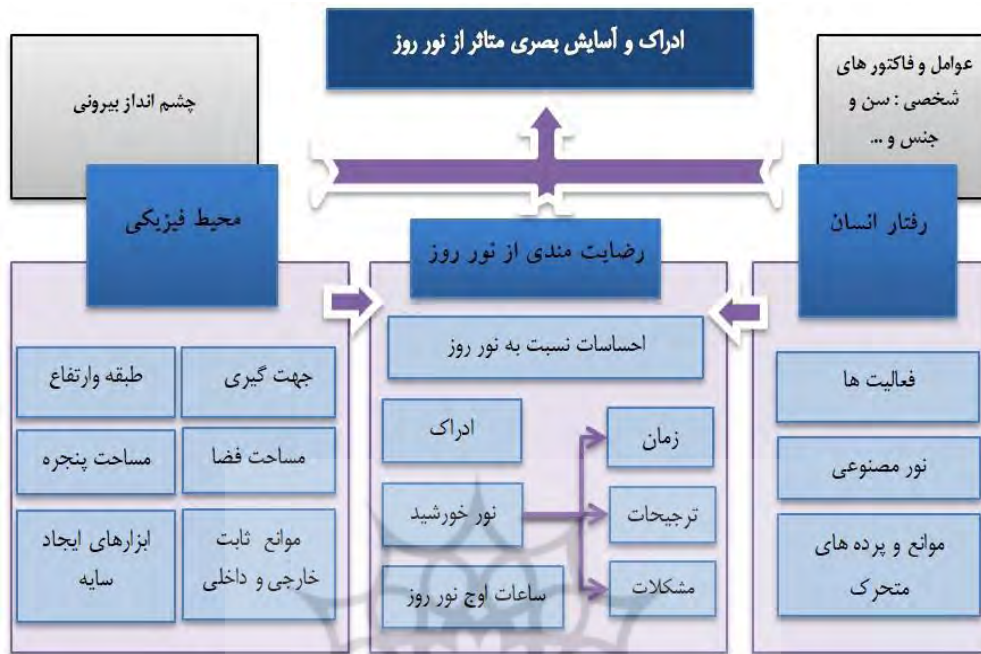 ادراک و آسایش بصری متاثر از نور روز
عوامل و فاکتور های
شخصی : سن و
جنس و ...
چشم انداز بیرونی
رفتار انسان
رضایت مندی از نور روز
محیط فیزیکی
فعالیت ها
نور مصنوعی
موانع و پرده های
متحرک
احساسات نسبت به نور روز
ادراک
نور خورشید
ساعات اوج نور روز
زمان
ترجیحات
مشکلات
جهت گیری
طبقه وارتفاع
مساحت فضا
مساحت پنجره
موانع ثابت
خارجی و داخلی
ابزارهای ایجاد
سایه